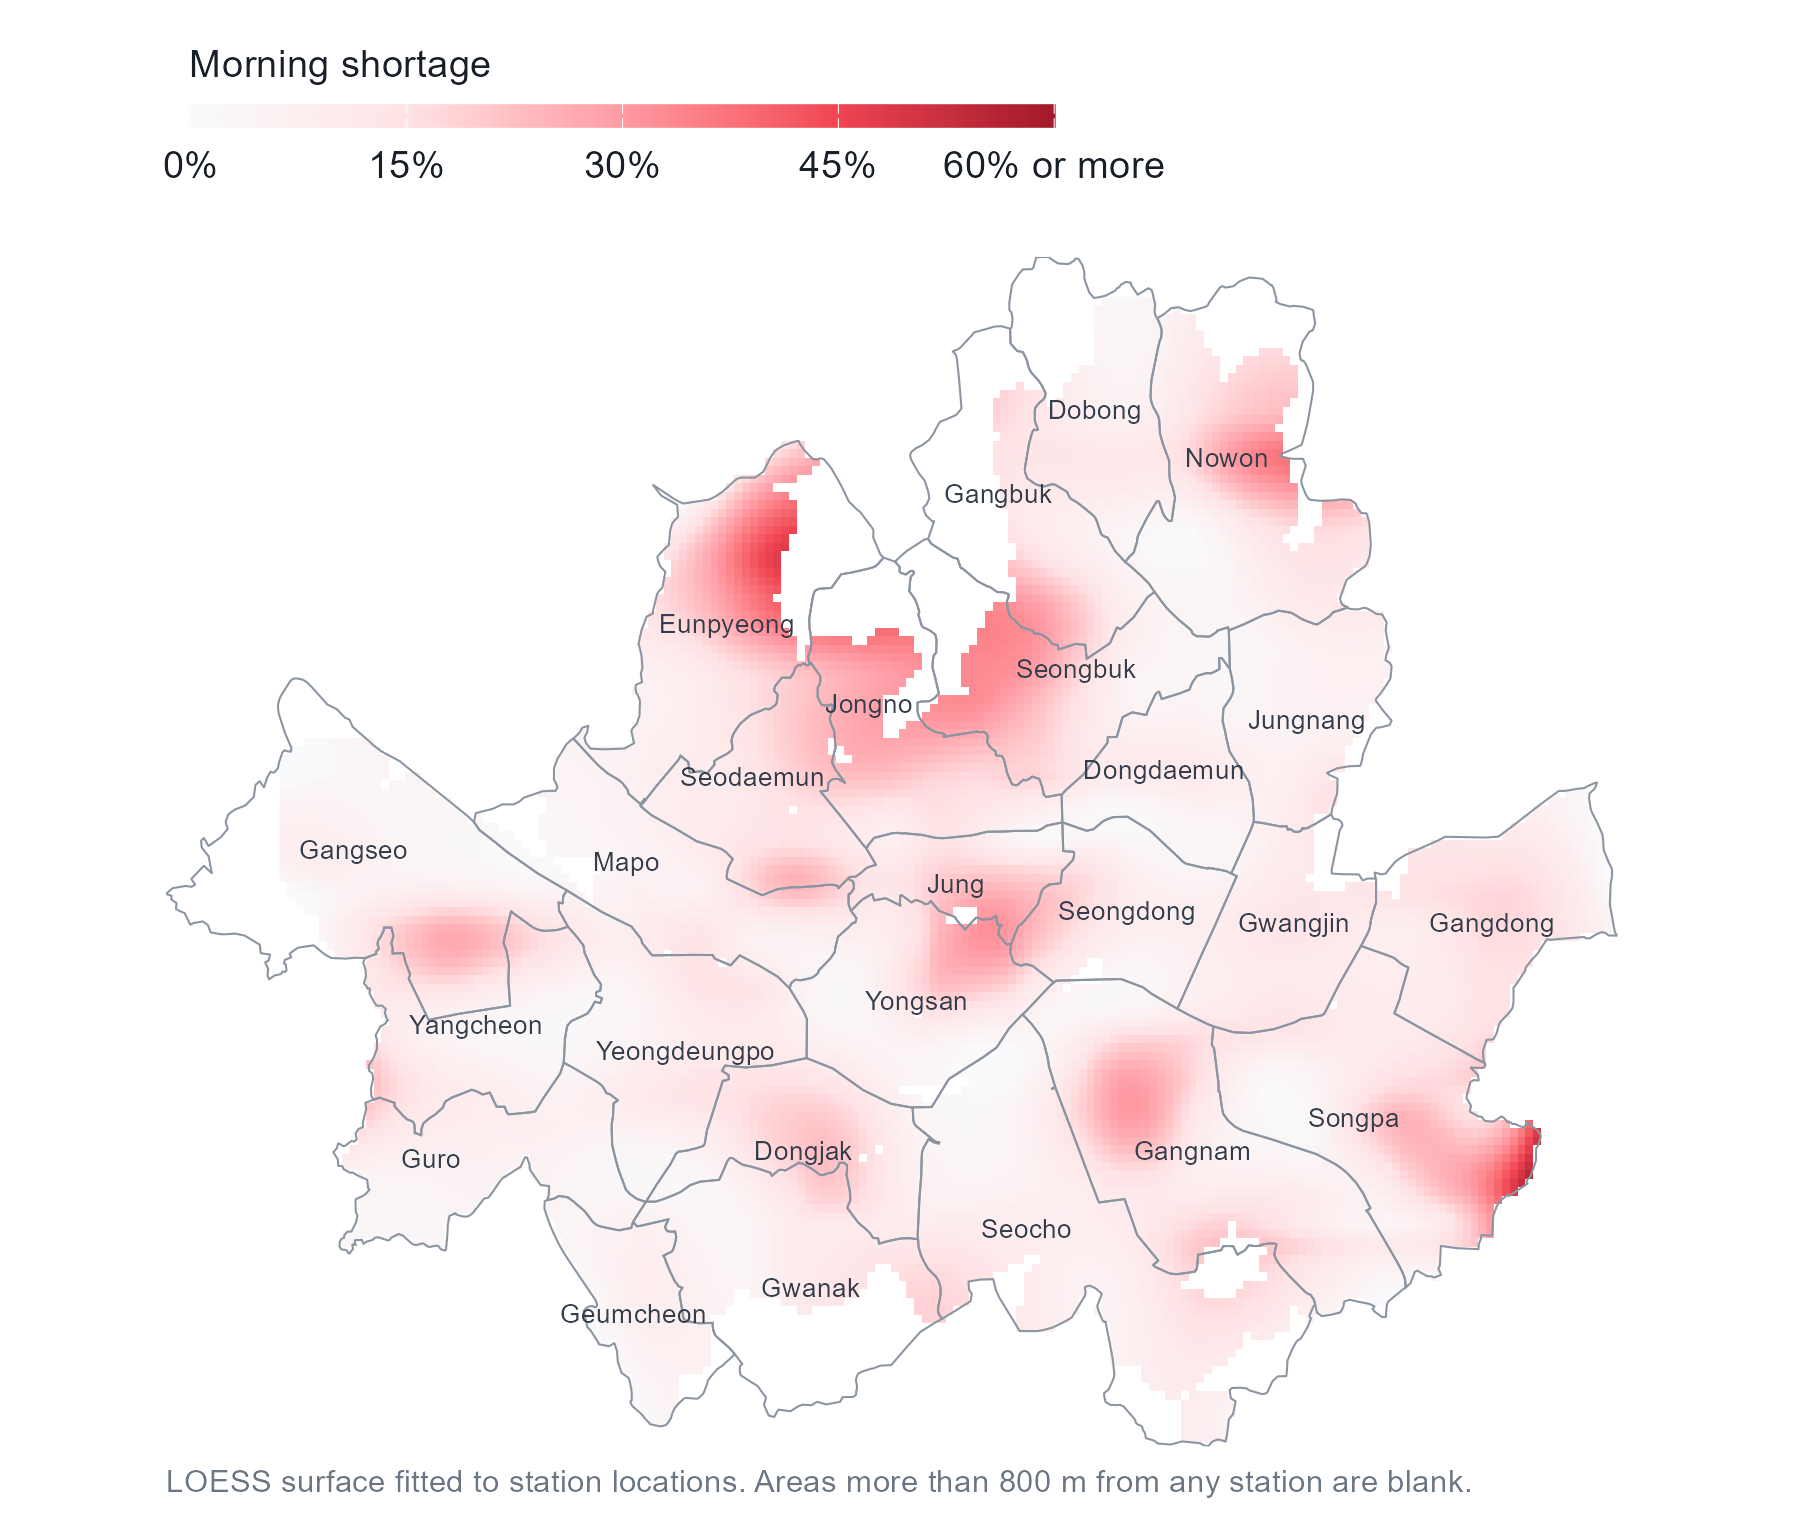 Morning shortage
0% 15% 30% 45% 60% or more
Dobong
Nowon
Gangbuk
Eunpyeong
Seongbuk
Jongno
Jungnang
Seodaemun
Dongdaemun
Gangseo
Mapo
Jung
Seongdong
Gwangjin
Gangdong
Yongsan
Yangcheon
Yeongdeungpo
Songpa
Dongjak
Gangnam
Guro
Seocho
Gwanak
Geumcheon
LOESS surface fitted to station locations. Areas more than 800 m from any station are blank.